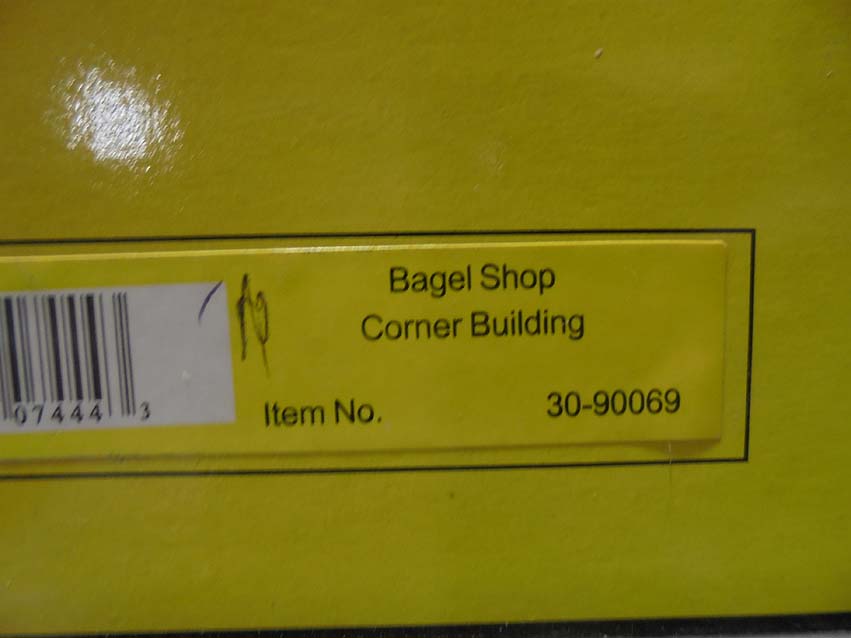 Bagel Shop
Corner Building
Item No. 30-90069
07444 3